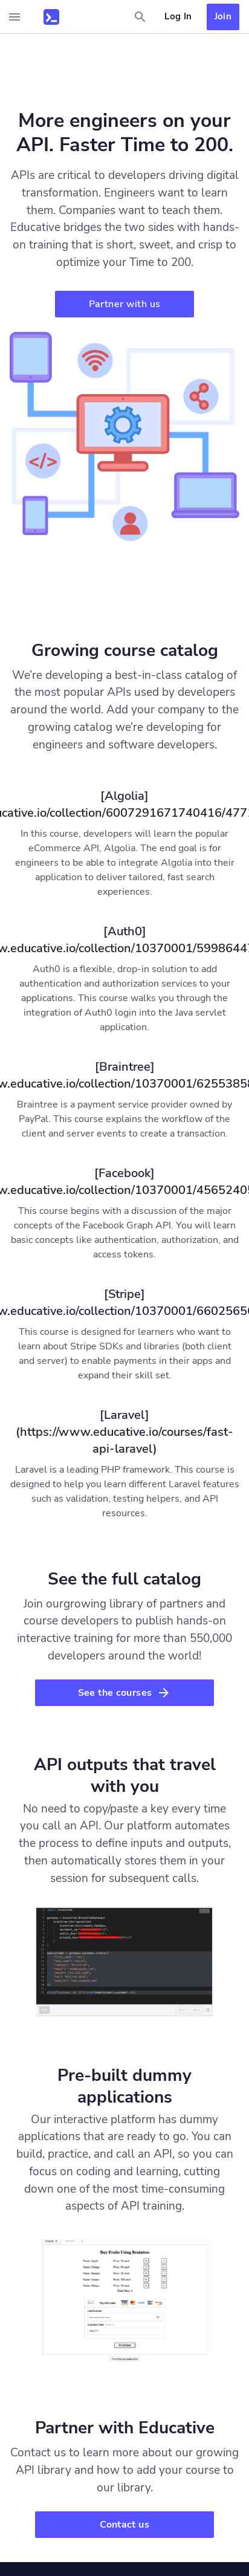 Log In
Join
More engineers on your
API. Faster Time to 200.
APIs are critical to developers driving digital
transformation. Engineers want to learn
them. Companies want to teach them.
Educative bridges the two sides with hands-
on training that is short, sweet, and crisp to
optimize your Time to 200.
Partner with us
Growing course catalog
We're developing a best-in-class catalog of
the most popular APIs used by developers
around the world. Add your company to the
growing catalog we're developing for
engineers and software developers.
[Algolia]
ucative.io/collection/6007291671740416/477
In this course, developers will learn the popular
eCommerce API, Algolia. The end goal is for
engineers to be able to integrate Algolia into their
application to deliver tailored, fast search
experiences.
[Auth0]
w.educative.io/collection/10370001/5998644
Auth0 is a flexible, drop-in solution to add
authentication and authorization services to your
applications. This course walks you through the
integration of Auth0 login into the Java servlet
application.
[Braintree]
w.educative.io/collection/10370001/6255385
Braintree is a payment service provider owned by
PayPal. This course explains the workflow of the
client and server events to create a transaction.
[Facebook]
w.educative.io/collection/10370001/4565240
This course begins with a discussion of the major
concepts of the Facebook Graph API. You will learn
basic concepts like authentication, authorization, and
access tokens.
[Stripe]
w.educative.io/collection/10370001/6602565
This course is designed for learners who want to
learn about Stripe SDKs and libraries (both client
and server) to enable payments in their apps and
expand their skill set.
[Laravel]
(https://www.educative.io/courses/fast-
api-laravel)
Laravel is a leading PHP framework. This course is
designed to help you learn different Laravel features
such as validation, testing helpers, and API
resources.
See the full catalog
Join ourgrowing library of partners and
course developers to publish hands-on
interactive training for more than 550,000
developers around the world!
See the courses
API outputs that travel
with you
No need to copy/paste a key every time
you call an API. Our platform automates
the process to define inputs and outputs,
then automatically stores them in your
session for subsequent calls.
Pre-built dummy
applications
Our interactive platform has dummy
applications that are ready to go. You can
build, practice, and call an API, so you can
focus on coding and learning, cutting
down one of the most time-consuming
aspects of API training.
Buy Fruits Using Braintree
Partner with Educative
Contact us to learn more about our growing
API library and how to add your course to
our library.
Contact us